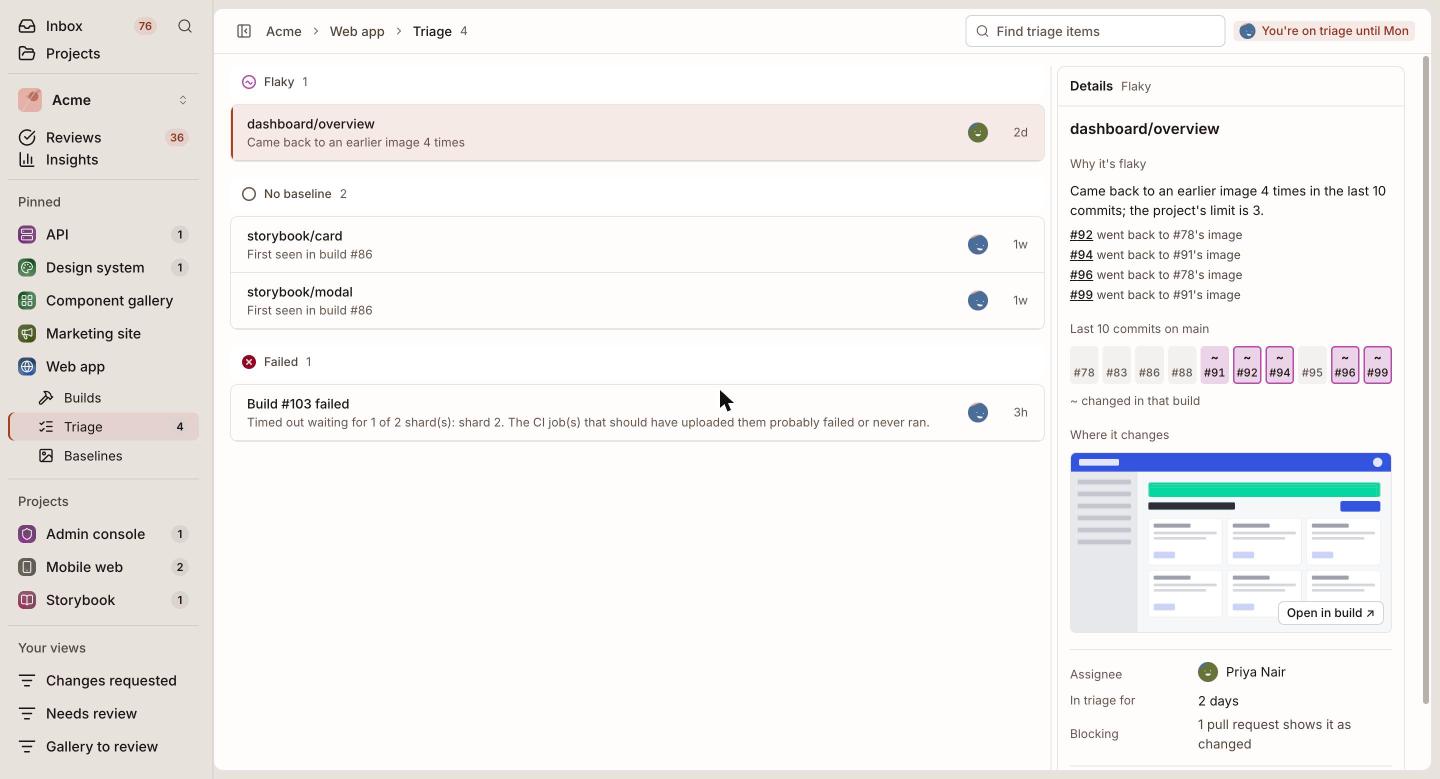 Inbox 76
Projects
Acme
Reviews 36
Insights
Pinned
API 1
Design system 1
Component gallery
Marketing site
Web app
Builds
Triage 4
Baselines
Projects
Admin console 1
Mobile web 2
Storybook 1
Your views
Changes requested
Needs review
Gallery to review
Acme > Web app > Triage 4
Find triage items
You're on triage until Mon
Flaky 1
dashboard/overview
Came back to an earlier image 4 times
2d
No baseline 2
storybook/card
First seen in build #86
1w
storybook/modal
First seen in build #86
1w
Failed 1
Build #103 failed
Timed out waiting for 1 of 2 shard(s): shard 2. The CI job(s) that should have uploaded them probably failed or never ran.
3h
Details Flaky
dashboard/overview
Why it's flaky
Came back to an earlier image 4 times in the last 10
commits; the project's limit is 3.
#92 went back to #78's image
#94 went back to #91's image
#96 went back to #78's image
#99 went back to #91's image
Last 10 commits on main
~ ~ ~ ~ ~
#78 #83 #86 #88 #91 #92 #94 #95 #96 #99
~ changed in that build
Where it changes
Open in build ↗
Assignee Priya Nair
In triage for 2 days
Blocking 1 pull request shows it as
changed